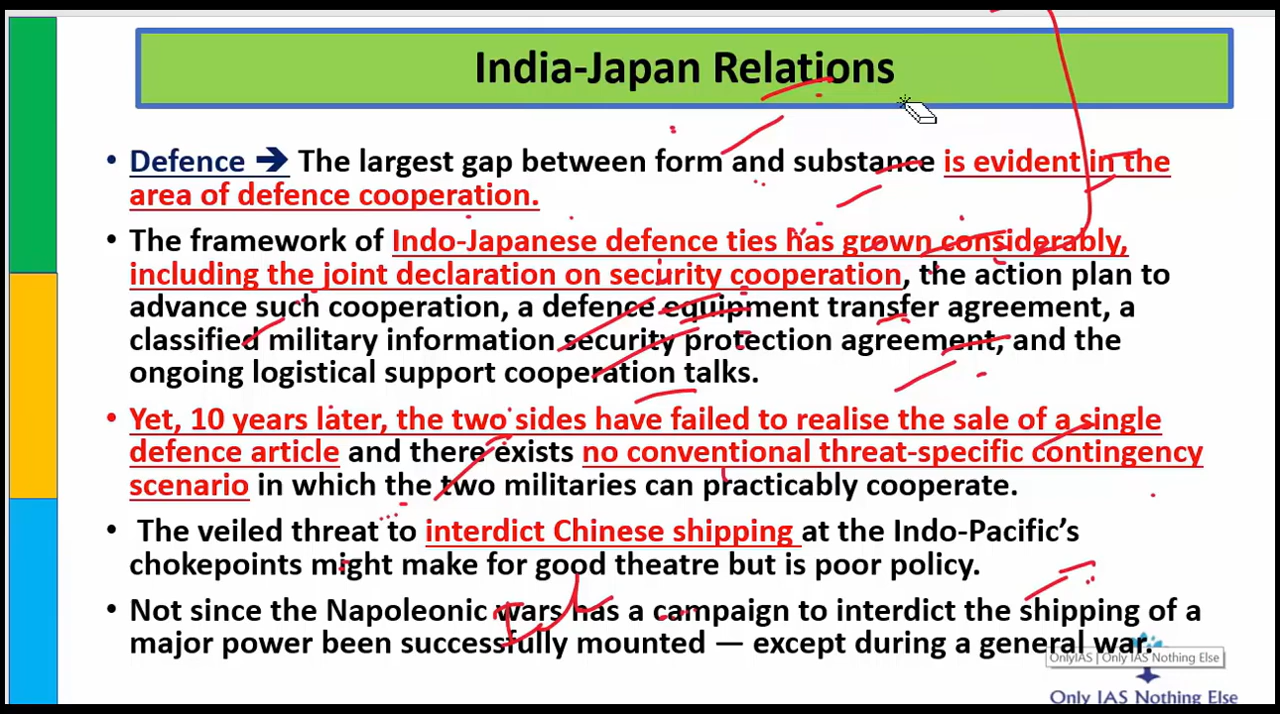 India-Japan Relations
• Defence ➔ The largest gap between form and substance is evident in the
area of defence cooperation.
• The framework of Indo-Japanese defence ties has grown considerably,
including the joint declaration on security cooperation, the action plan to
advance such cooperation, a defence equipment transfer agreement, a
classified military information security protection agreement, and the
ongoing logistical support cooperation talks.
• Yet, 10 years later, the two sides have failed to realise the sale of a single
defence article and there exists no conventional threat-specific contingency
scenario in which the two militaries can practicably cooperate.
• The veiled threat to interdict Chinese shipping at the Indo-Pacific's
chokepoints might make for good theatre but is poor policy.
• Not since the Napoleonic wars has a campaign to interdict the shipping of a
major power been successfully mounted — except during a general war.
OnlyIAS | Only IAS Nothing Else
Only IAS Nothing Else